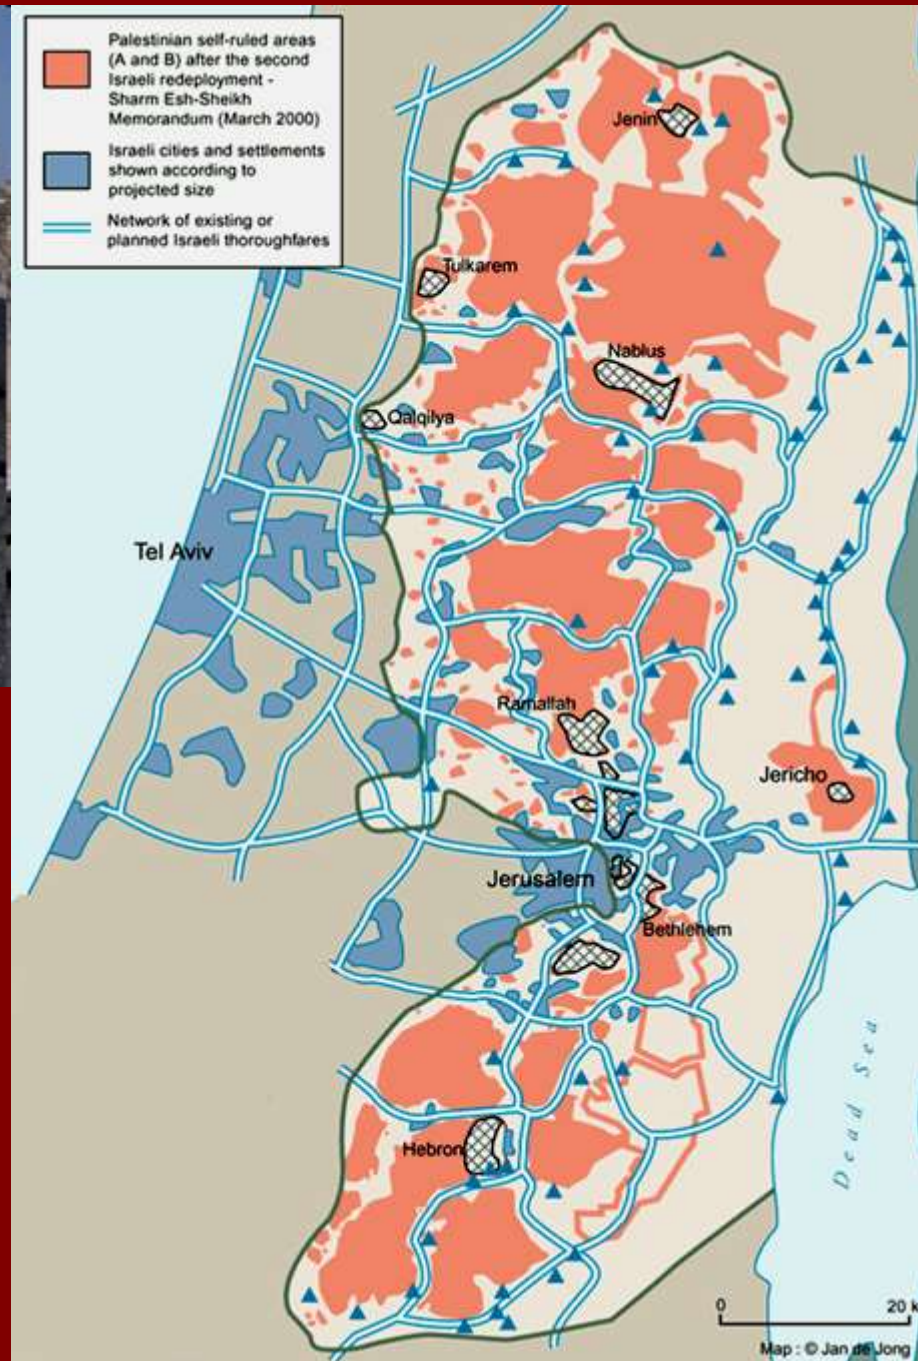 Palestinian self-ruled areas
(A and B) after the second
Israeli redeployment -
Sharm Esh-Sheikh
Memorandum (March 2000)
Israeli cities and settlements
shown according to
projected size
Network of existing or
planned Israeli thoroughfares
Jenin
Tulkarem
Nablus
Qalqilya
Tel Aviv
Ramallah
Jericho
Jerusalem
Bethlehem
Dead Sea
Hebron
0 20 k
Map : © Jan de Jong